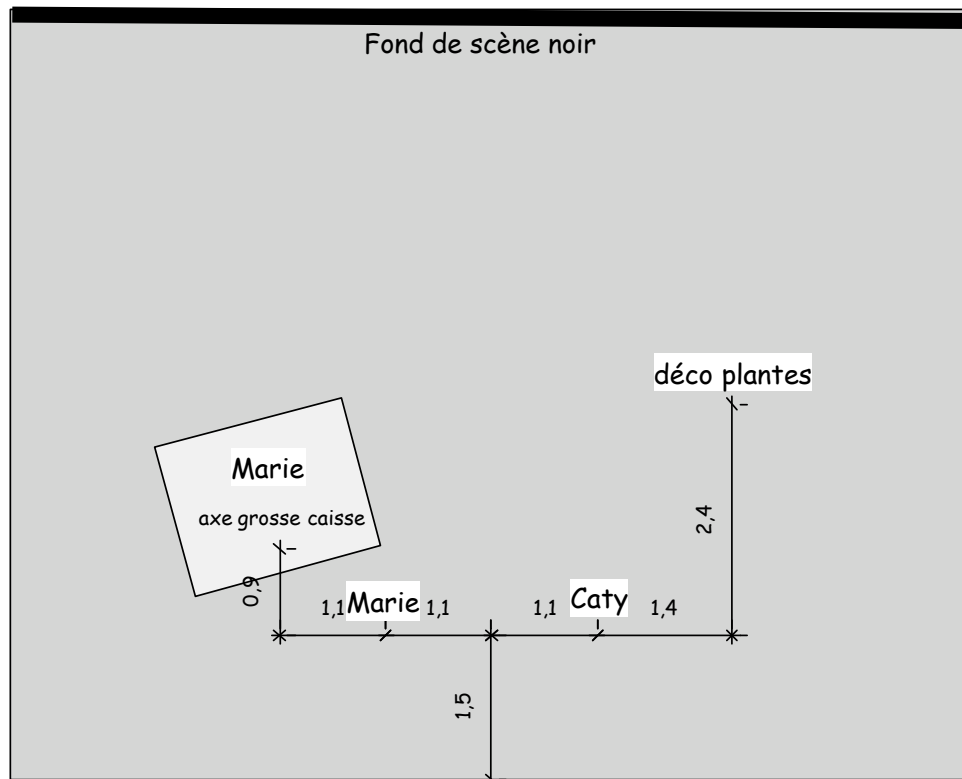 Fond de scène noir
déco plantes
Marie
axe grosse caisse
2,4
0,9
1,1 Marie 1,1 1,1 Caty 1,4
1,5